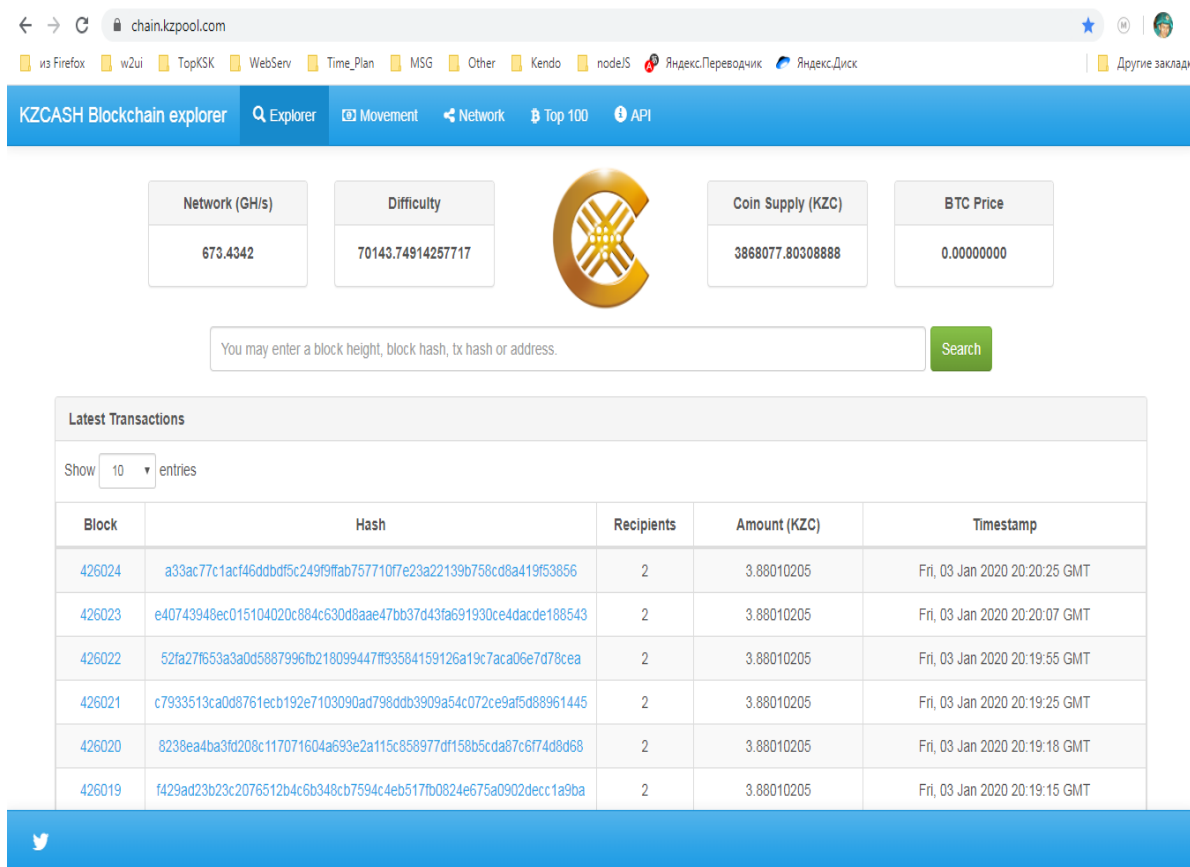 chain.kzpool.com
M
из Firefox w2ui TopKSK WebServ Time_Plan MSG Other Kendo nodeJS Яндекс.Переводчик Яндекс.Диск Другие закладк
KZCASH Blockchain explorer Explorer Movement Network Top 100 API
Network (GH/s) Difficulty Coin Supply (KZC) BTC Price
673.4342 70143.74914257717 3868077.80308888 0.00000000
You may enter a block height, block hash, tx hash or address. Search
Latest Transactions
Show 10 entries
Block Hash Recipients Amount (KZC) Timestamp
426024 a33ac77c1acf46ddbdf5c249f9ffab757710f7e23a22139b758cd8a419f53856 2 3.88010205 Fri, 03 Jan 2020 20:20:25 GMT
426023 e40743948ec015104020c884c630d8aae47bb37d43fa691930ce4dacde188543 2 3.88010205 Fri, 03 Jan 2020 20:20:07 GMT
426022 52fa27f653a3a0d5887996fb218099447ff93584159126a19c7aca06e7d78cea 2 3.88010205 Fri, 03 Jan 2020 20:19:55 GMT
426021 c7933513ca0d8761ecb192e7103090ad798ddb3909a54c072ce9af5d88961445 2 3.88010205 Fri, 03 Jan 2020 20:19:25 GMT
426020 8238ea4ba3fd208c117071604a693e2a115c858977df158b5cda87c6f74d8d68 2 3.88010205 Fri, 03 Jan 2020 20:19:18 GMT
426019 f429ad23b23c2076512b4c6b348cb7594c4eb517fb0824e675a0902decc1a9ba 2 3.88010205 Fri, 03 Jan 2020 20:19:15 GMT